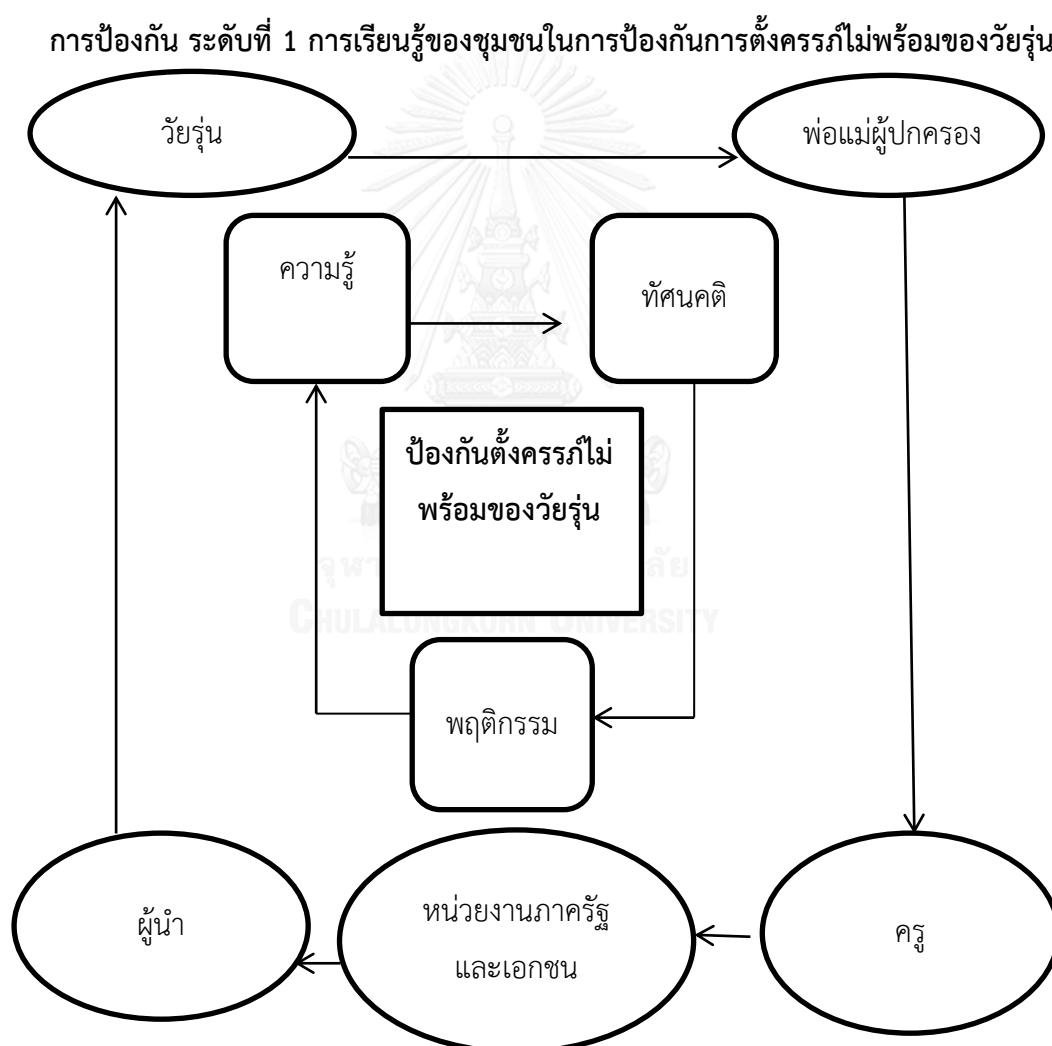 การป้องกัน ระดับที่ 1 การเรียนรู้ของชุมชนในการป้องกันการตั้งครรภ์ไม่พร้อมของวัยรุ่น
วัยรุ่น
พ่อแม่ผู้ปกครอง
ความรู้
ทัศนคติ
ป้องกันตั้งครรภ์ไม่
พร้อมของวัยรุ่น
CHULALONGKORN UNIVERSITY
พฤติกรรม
ผู้นำ
หน่วยงานภาครัฐ
และเอกชน
ครู